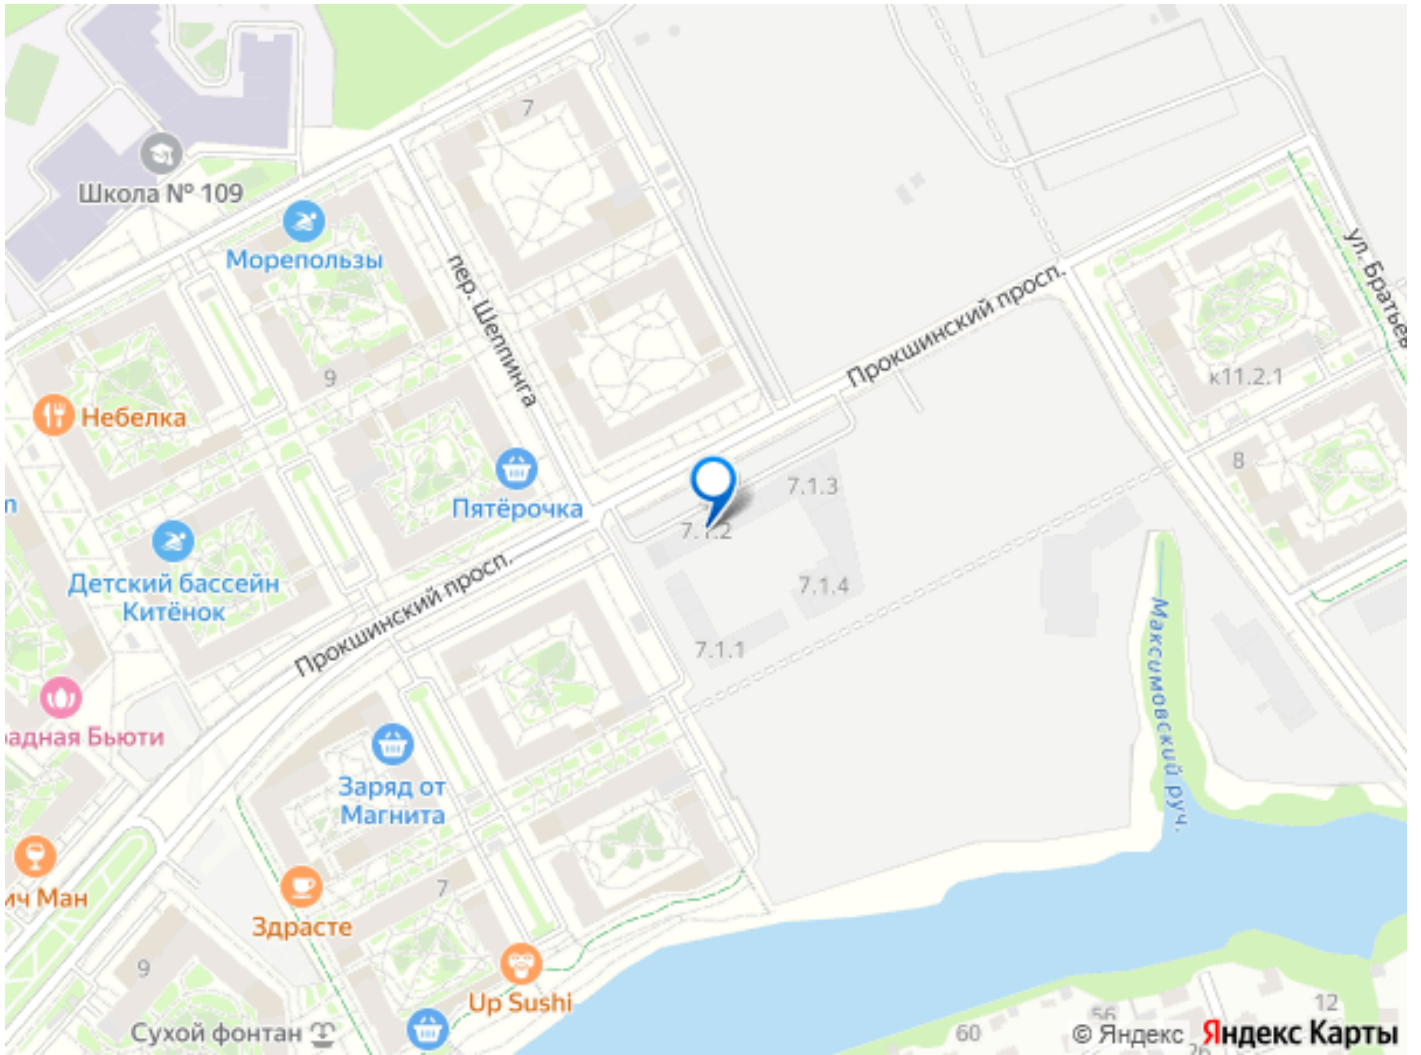 7
Школа № 109
Морепользы
пер. Шеппинга
ул. Братьев
Прокшинский просп.
9
к11.2.1
Небелка
8
Пятёрочка
7.1.3
7.1.2
Детский бассейн
Китёнок
Прокшинский просп.
7.1.4
Максимовский руч.
7.1.1
адная Бьюти
Заряд от
Магнита
ич Ман
7
Здрасте
9
Up Sushi
Сухой фонтан
60
56
12
26
© Яндекс Яндекс Карты